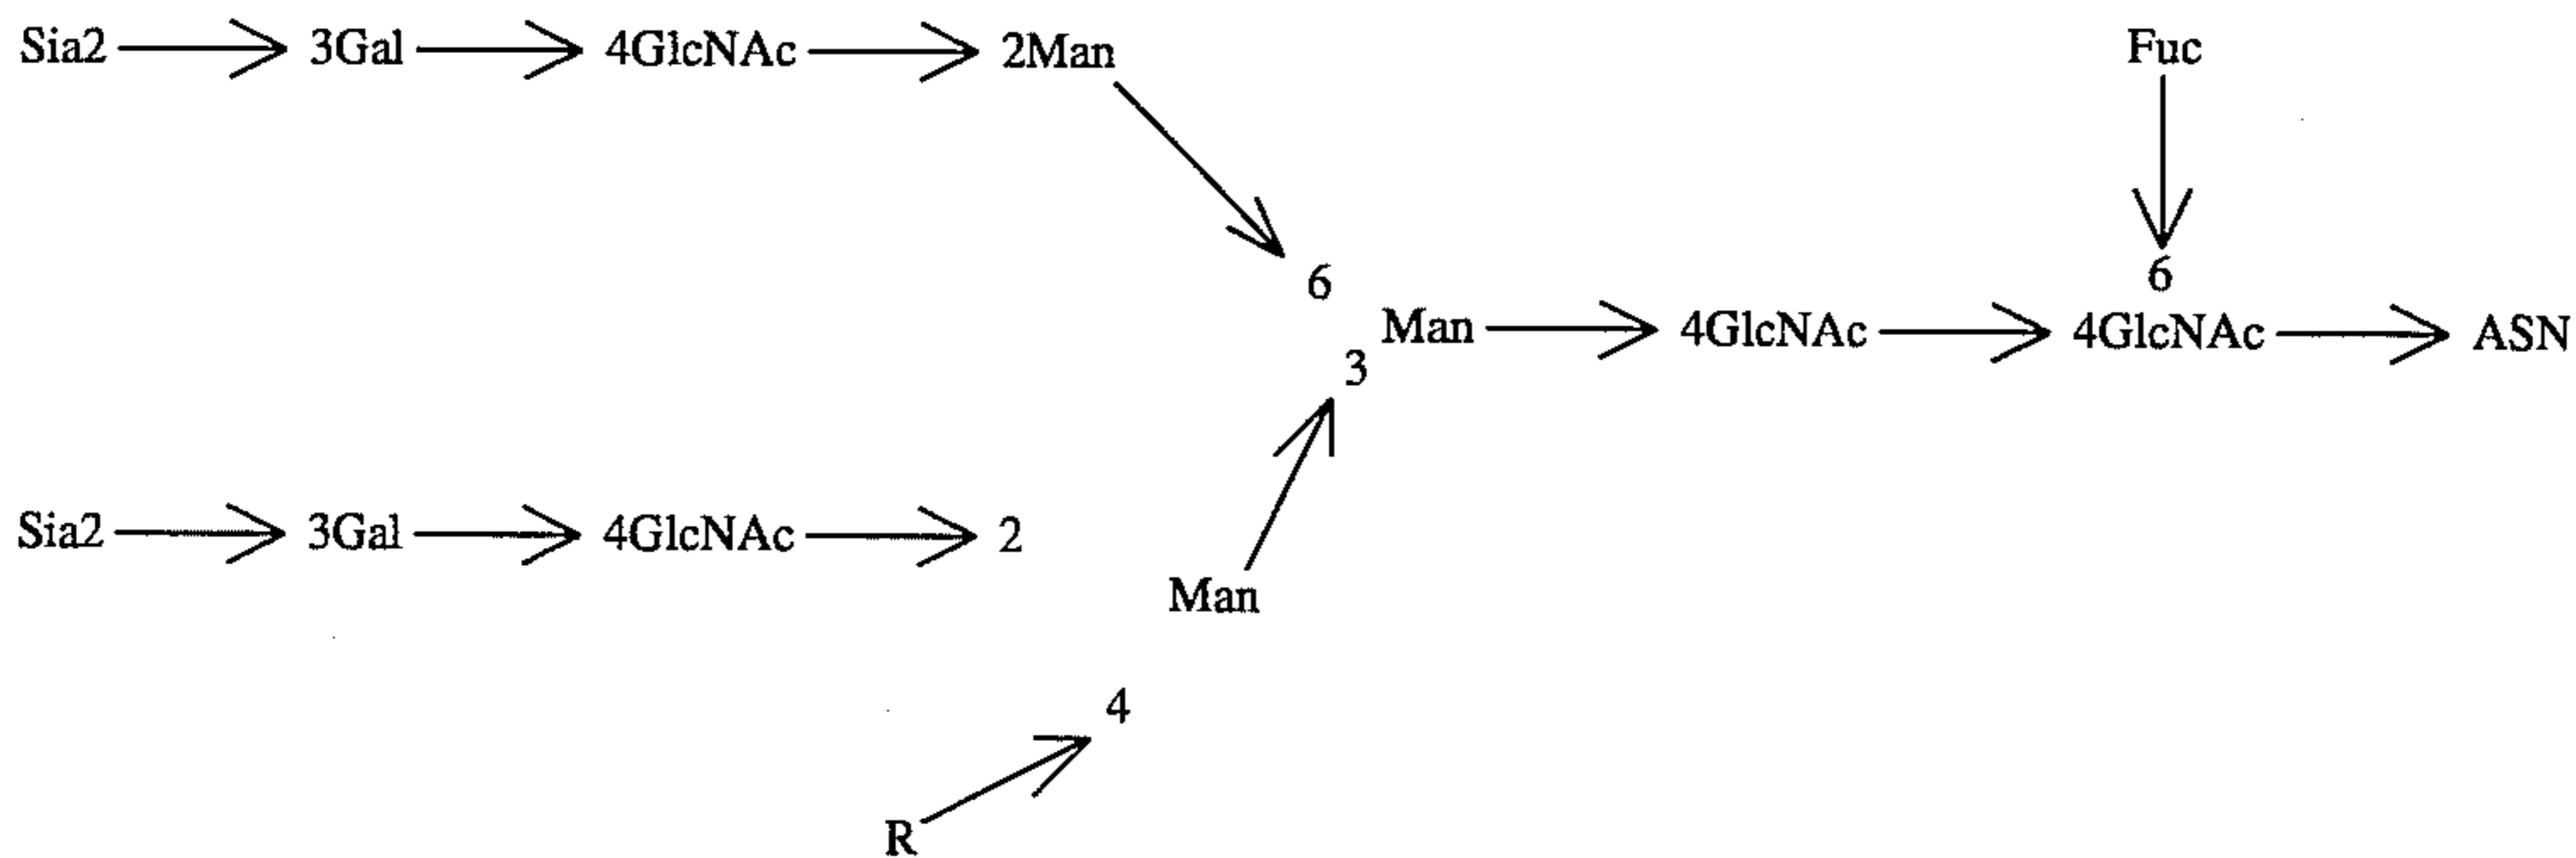 Sia2 3Gal 4GlcNAc 2Man Fuc
6 6
Man 4GlcNAc 4GlcNAc ASN
3
Sia2 3Gal 4GlcNAc 2
Man
4
R